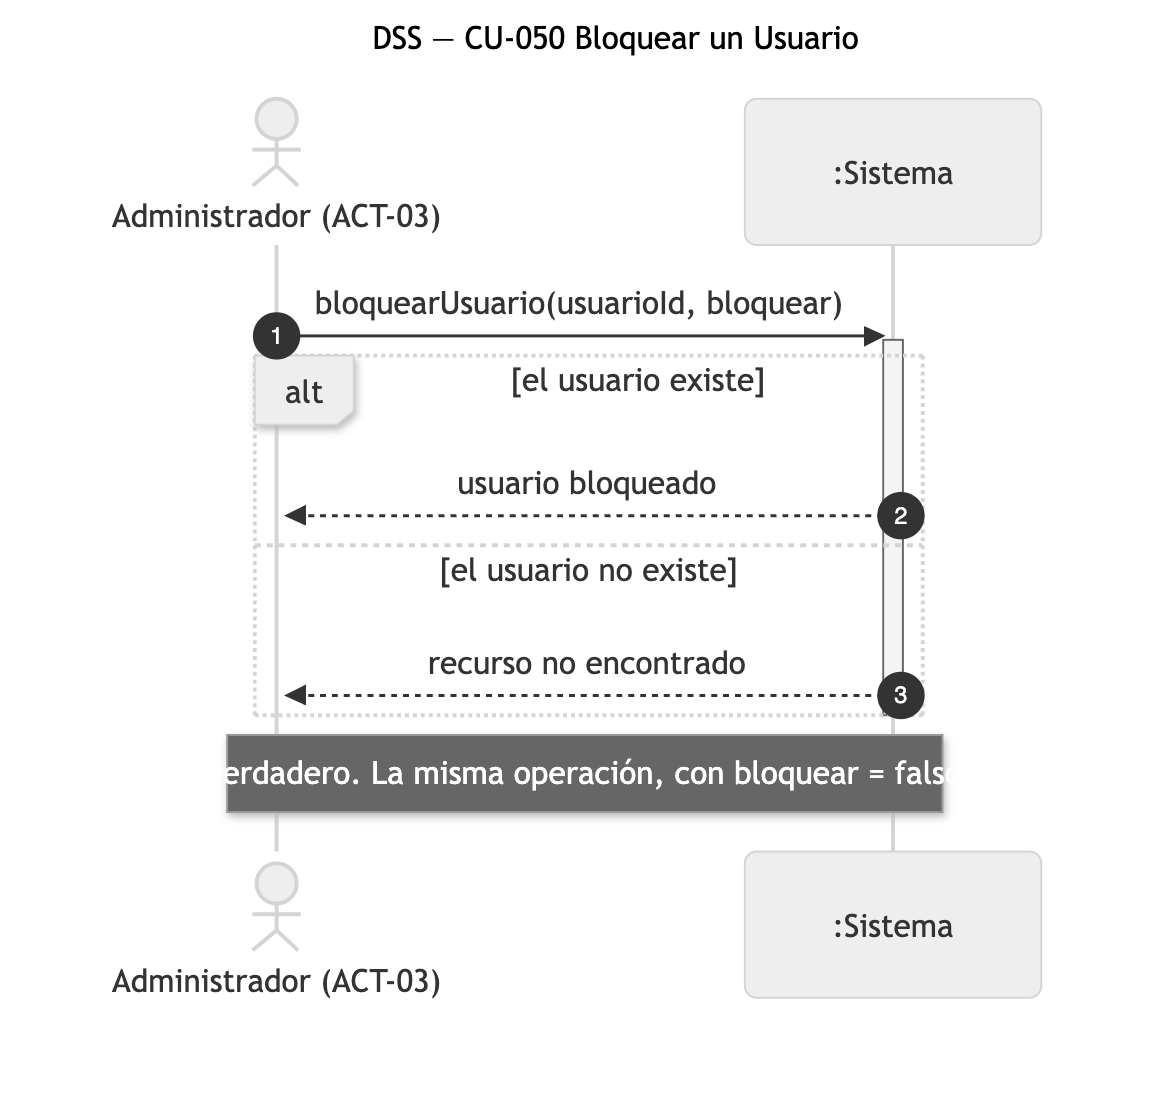 DSS — CU-050 Bloquear un Usuario
Administrador (ACT-03)
:Sistema
bloquearUsuario(usuarioId, bloquear)
1
alt
[el usuario existe]
usuario bloqueado
2
[el usuario no existe]
recurso no encontrado
3
erdadero. La misma operación, con bloquear = fals
Administrador (ACT-03)
:Sistema